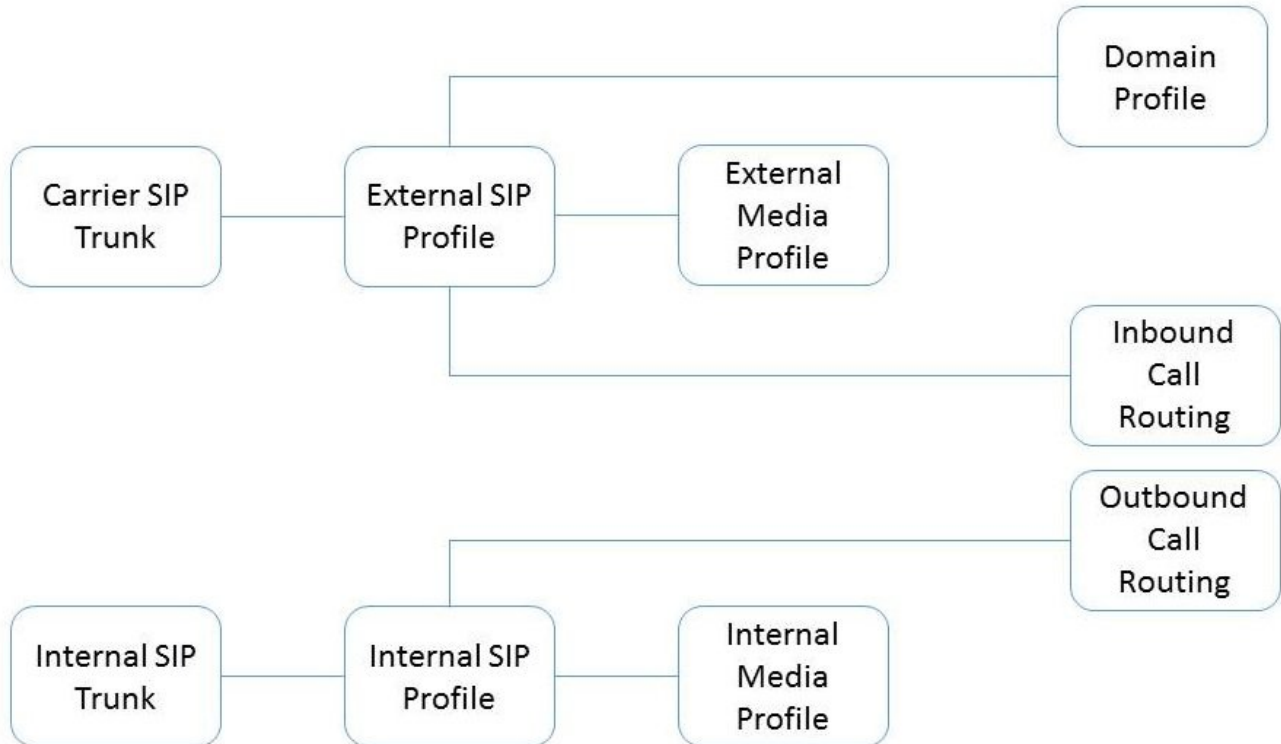 Domain
Profile
Carrier SIP
Trunk
External SIP
Profile
External
Media
Profile
Inbound
Call
Routing
Outbound
Call
Routing
Internal SIP
Trunk
Internal SIP
Profile
Internal
Media
Profile